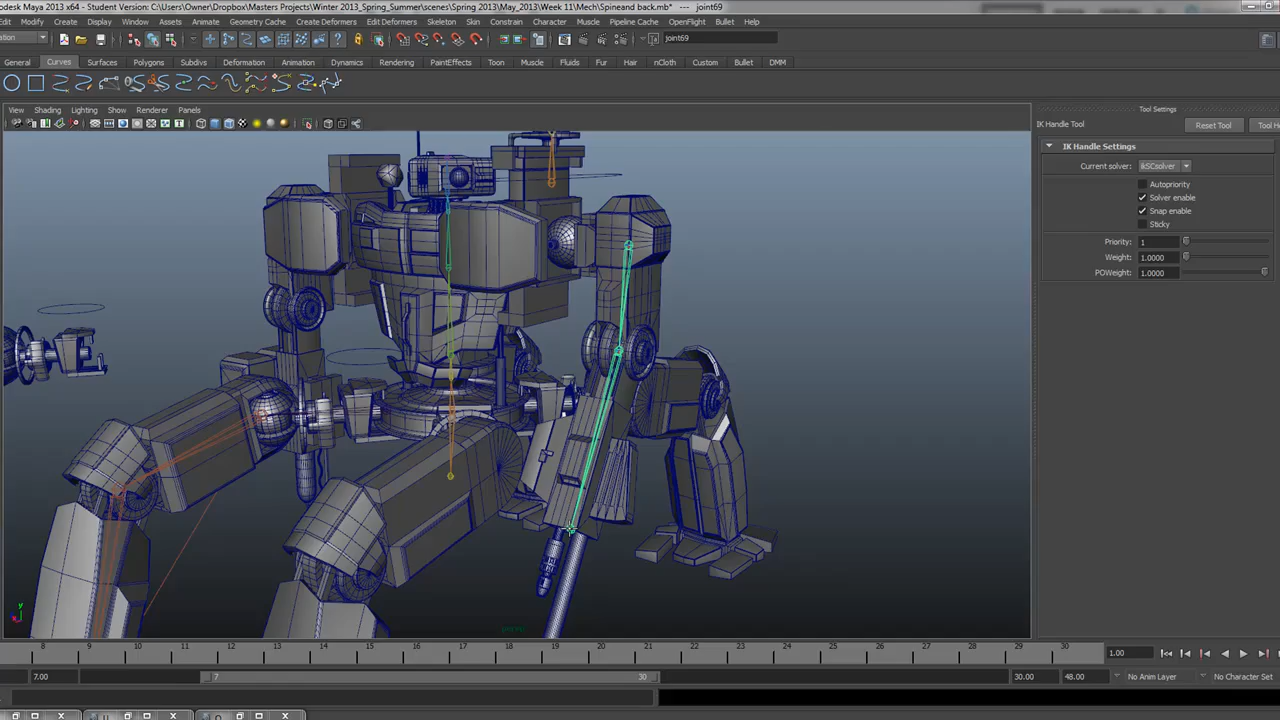 odesk Maya 2013 x64 - Student Version: C:\Users\Owner\Dropbox\Masters Projects\Winter 2013_Spring_Summer\scenes\Spring 2013\May_2013\Week 11\Mech\Spineand back.mb* --- joint69
Edit Modify Create Display Window Assets Animate Geometry Cache Create Deformers Edit Deformers Skeleton Skin Constrain Character Muscle Pipeline Cache OpenFlight Bullet Help
ation joint69
General Curves Surfaces Polygons Subdivs Deformation Animation Dynamics Rendering PaintEffects Toon Muscle Fluids Fur Hair nCloth Custom Bullet DMM
View Shading Lighting Show Renderer Panels
Tool Settings
IK Handle Tool Reset Tool Tool H
IK Handle Settings
Current solver: ikSCsolver
Autopriority
Solver enable
Snap enable
Sticky
Priority: 1
Weight: 1.0000
POWeight: 1.0000
y
8 9 10 11 12 13 14 15 16 17 18 19 20 21 22 23 24 25 26 27 28 29 30 1.00
7.00 7 30 30.00 48.00 No Anim Layer No Character Set